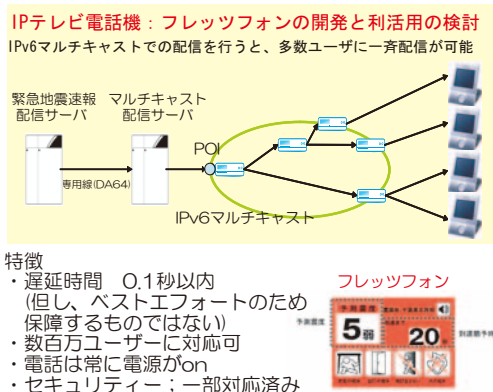 IPテレビ電話機：フレッツフォンの開発と利活用の検討
IPv6マルチキャストでの配信を行うと、多数ユーザに一斉配信が可能
緊急地震速報
配信サーバ
マルチキャスト
配信サーバ
POI
専用線(DA64)
IPv6マルチキャスト
特徴
・遅延時間　0.1秒以内
(但し、ベストエフォートのため
保障するものではない)
・数百万ユーザーに対応可
・電話は常に電源がon
・セキュリティー；一部対応済み
フレッツフォン
予測震度
予測震度
5弱
20